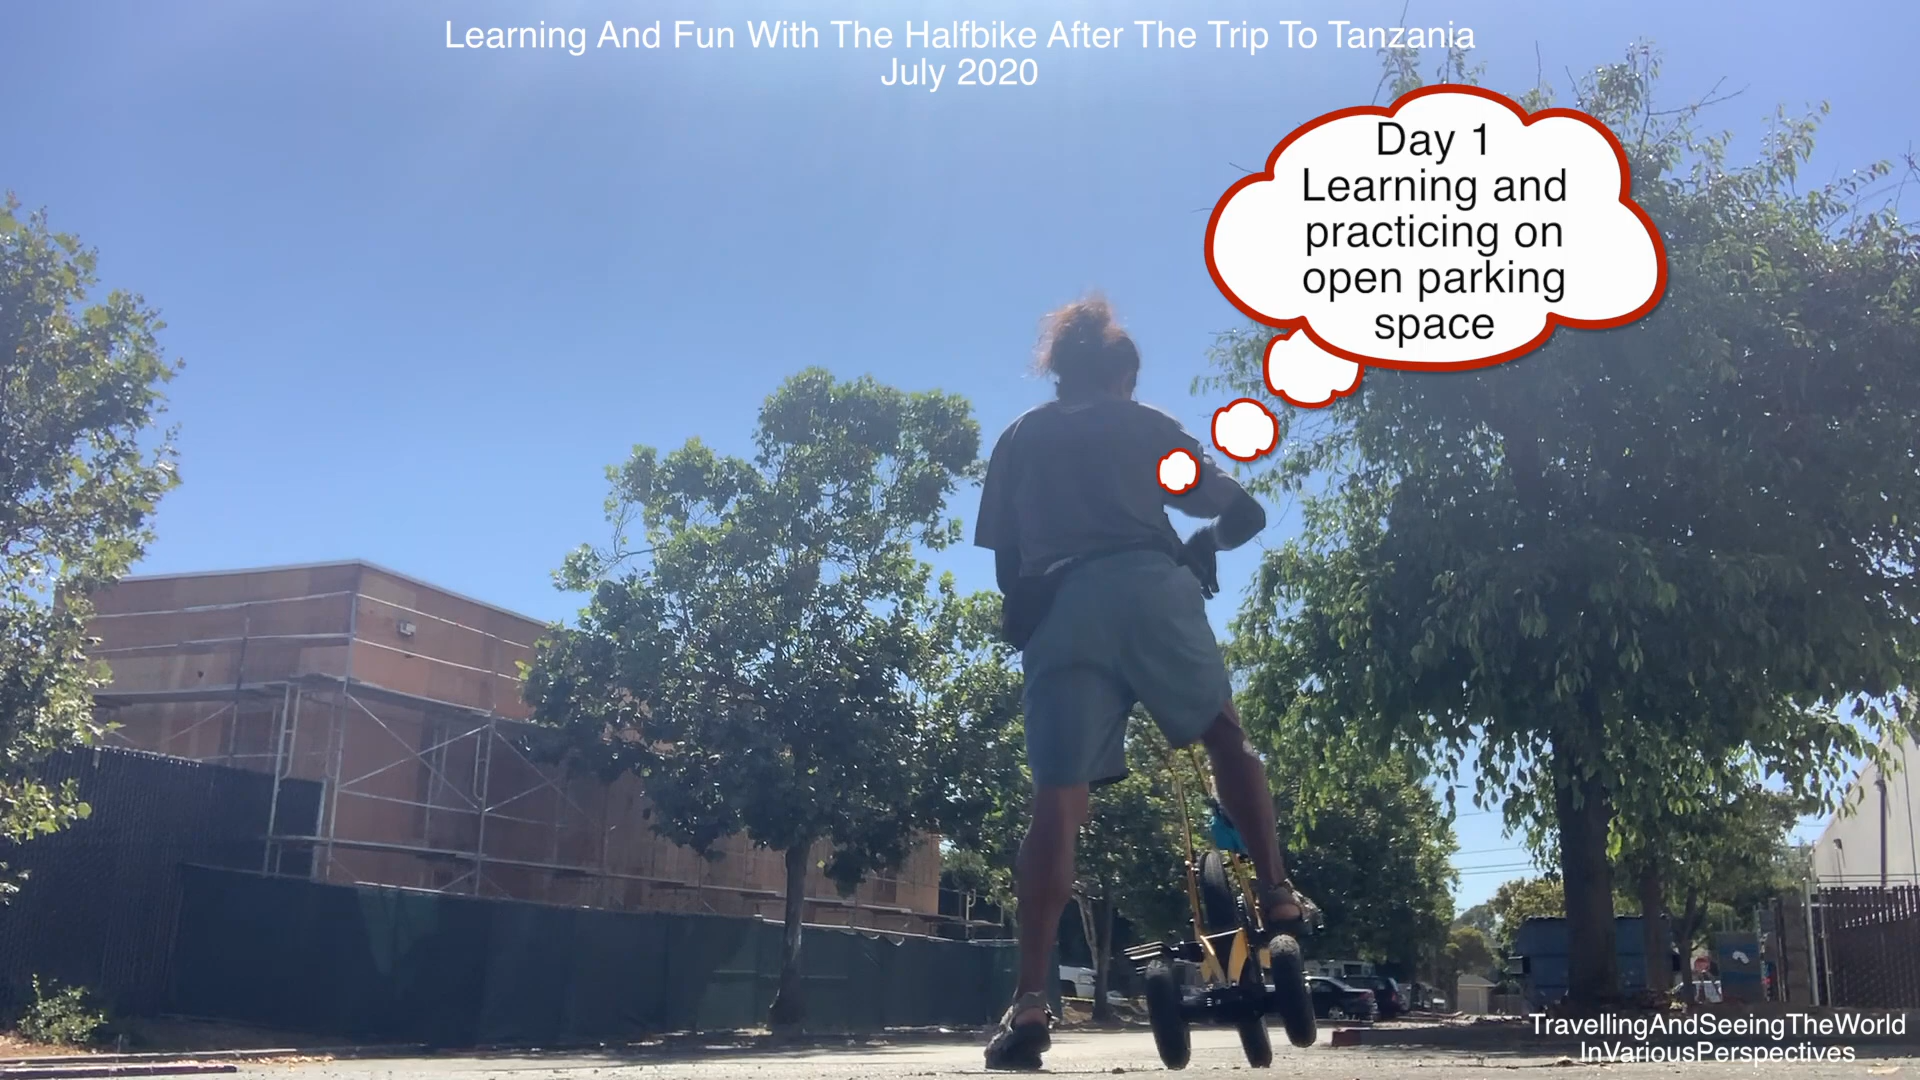 Learning And Fun With The Halfbike After The Trip To Tanzania
July 2020
Day 1
Learning and
practicing on
open parking
space
TravellingAndSeeingTheWorld
InVariousPerspectives